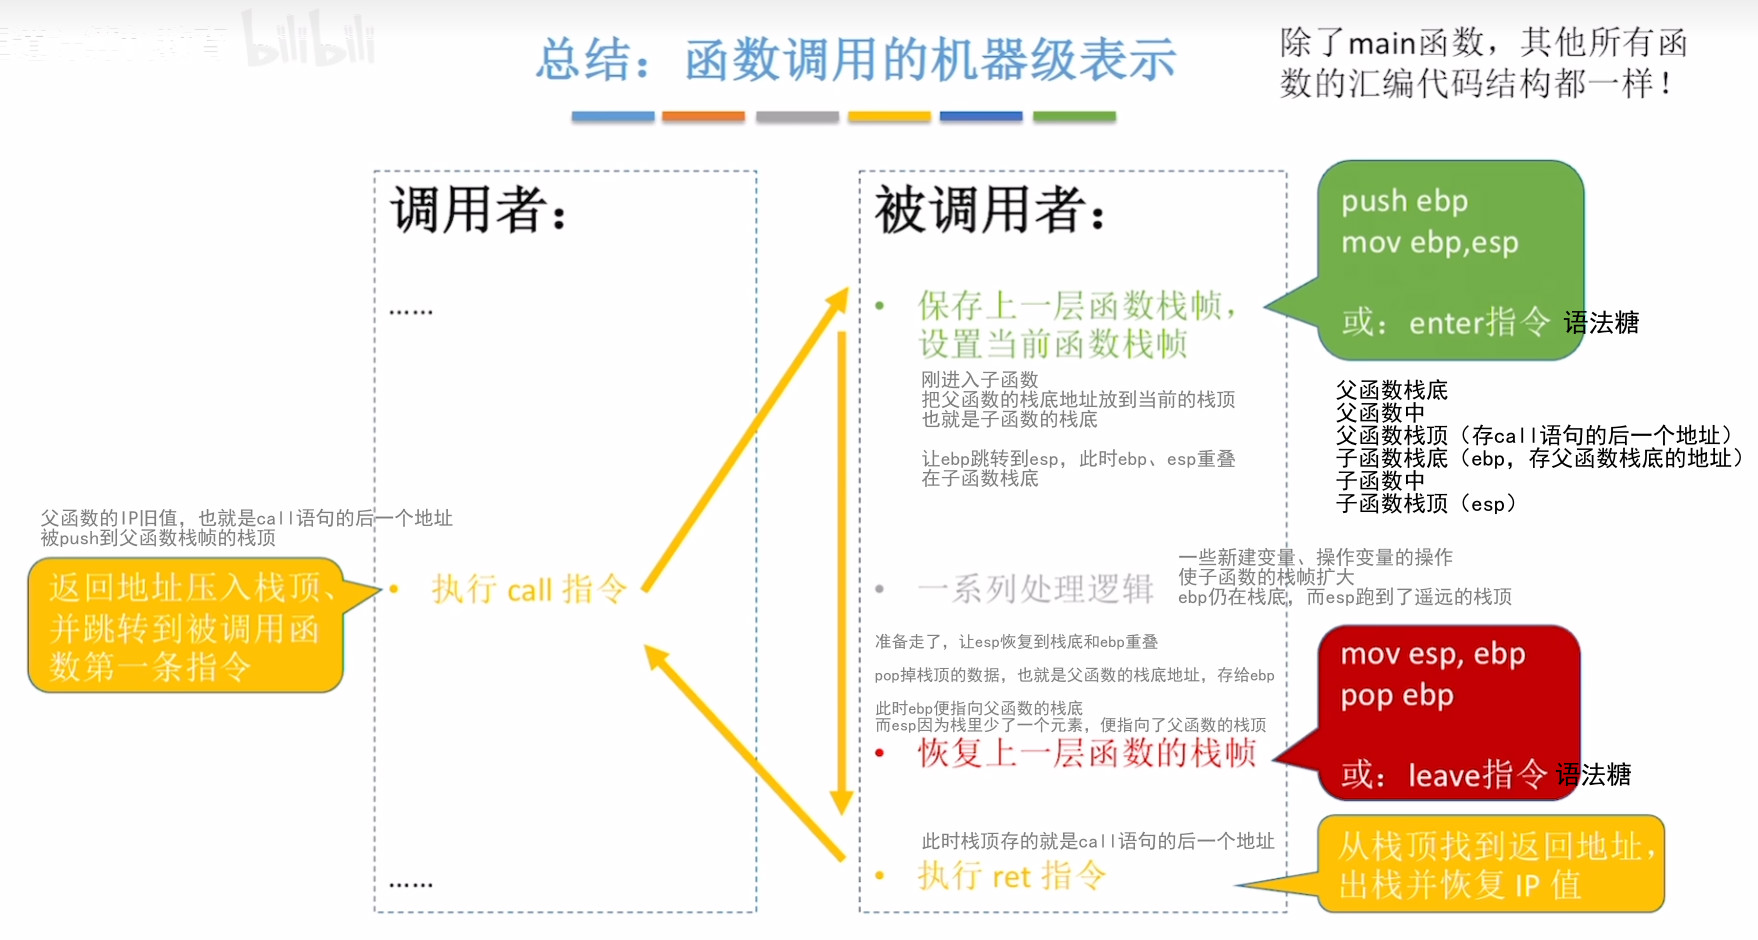 bilibili
总结：函数调用的机器级表示
除了main函数，其他所有函
数的汇编代码结构都一样！
调用者：
……
父函数的IP旧值，也就是call语句的后一个地址
被push到父函数栈帧的栈顶
返回地址压入栈顶、
并跳转到被调用函
数第一条指令
• 执行 call 指令
……
被调用者：
• 保存上一层函数栈帧，
设置当前函数栈帧
刚进入子函数
把父函数的栈底地址放到当前的栈顶
也就是子函数的栈底
让ebp跳转到esp，此时ebp、esp重叠
在子函数栈底
push ebp
mov ebp,esp
或：enter指令 语法糖
父函数栈底
父函数中
父函数栈顶（存call语句的后一个地址）
子函数栈底（ebp，存父函数栈底的地址）
子函数中
子函数栈顶（esp）
• 一系列处理逻辑
一些新建变量、操作变量的操作
使子函数的栈帧扩大
ebp仍在栈底，而esp跑到了遥远的栈顶
准备走了，让esp恢复到栈底和ebp重叠
pop掉栈顶的数据，也就是父函数的栈底地址，存给ebp
此时ebp便指向父函数的栈底
而esp因为栈里少了一个元素，便指向了父函数的栈顶
• 恢复上一层函数的栈帧
mov esp, ebp
pop ebp
或：leave指令 语法糖
此时栈顶存的就是call语句的后一个地址
• 执行 ret 指令
从栈顶找到返回地址，
出栈并恢复 IP 值